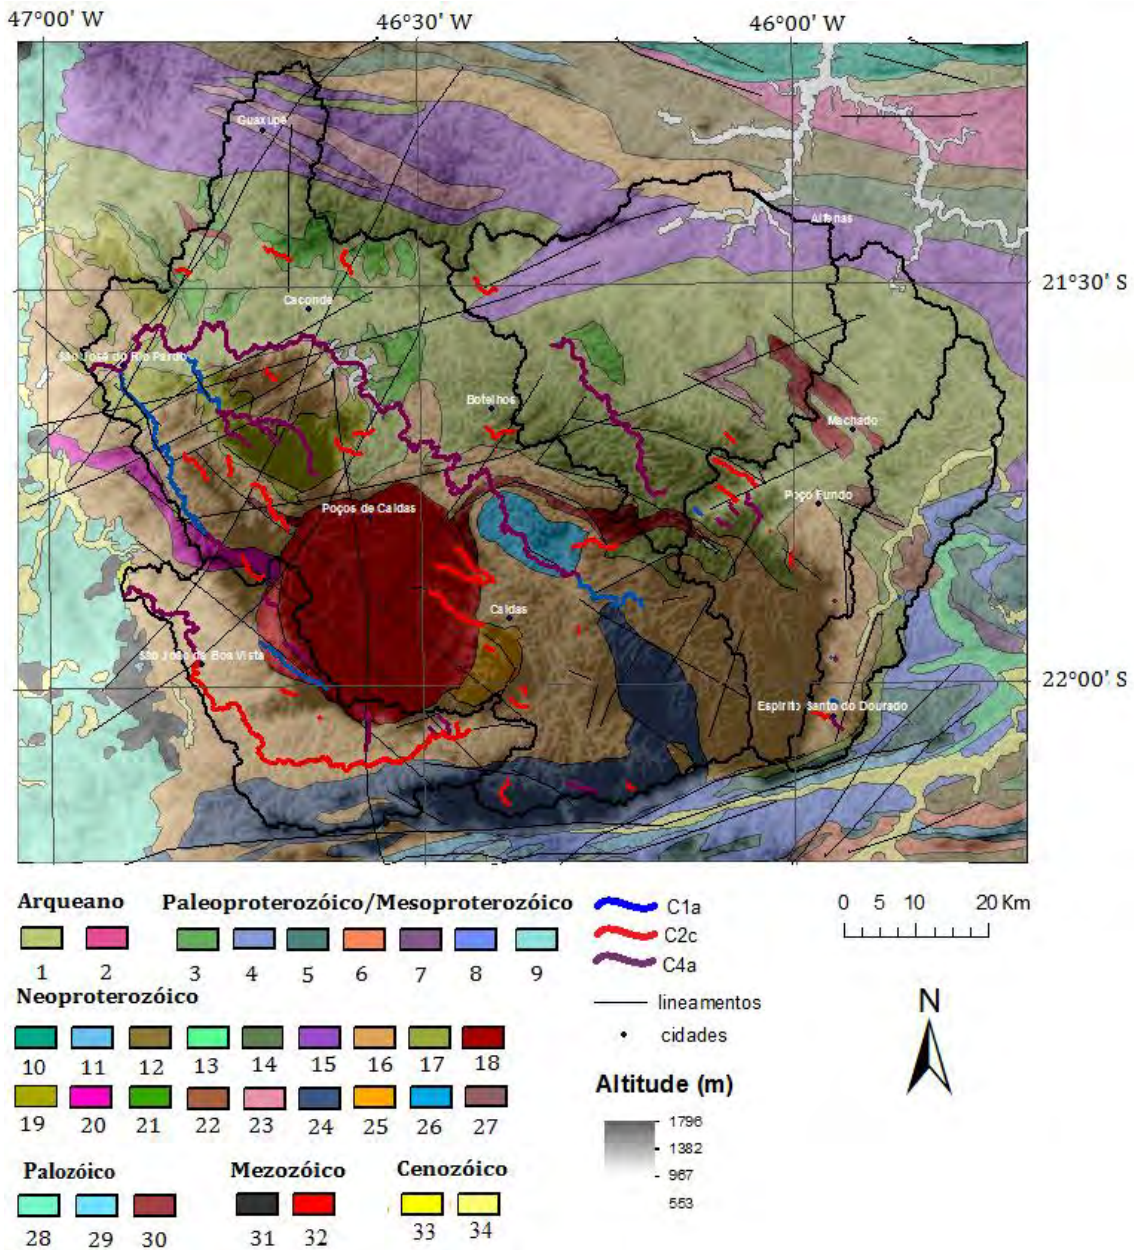 47°00' W 46°30' W 46°00' W
Guaxupé
Alfenas
21°30' S
Caconde
São José do Rio Pardo
Botelhos
Machado
Poço Fundo
Poços de Caldas
Caldas
São João da Boa Vista
22°00' S
Espírito Santo do Dourado
Arqueano Paleoproterozóico/Mesoproterozóico
1 2 3 4 5 6 7 8 9
Neoproterozóico
10 11 12 13 14 15 16 17 18
19 20 21 22 23 24 25 26 27
Palozóico Mezozóico Cenozóico
28 29 30 31 32 33 34
C1a
C2c
C4a
lineamentos
cidades
Altitude (m)
1796
1382
967
553
0 5 10 20 Km
N